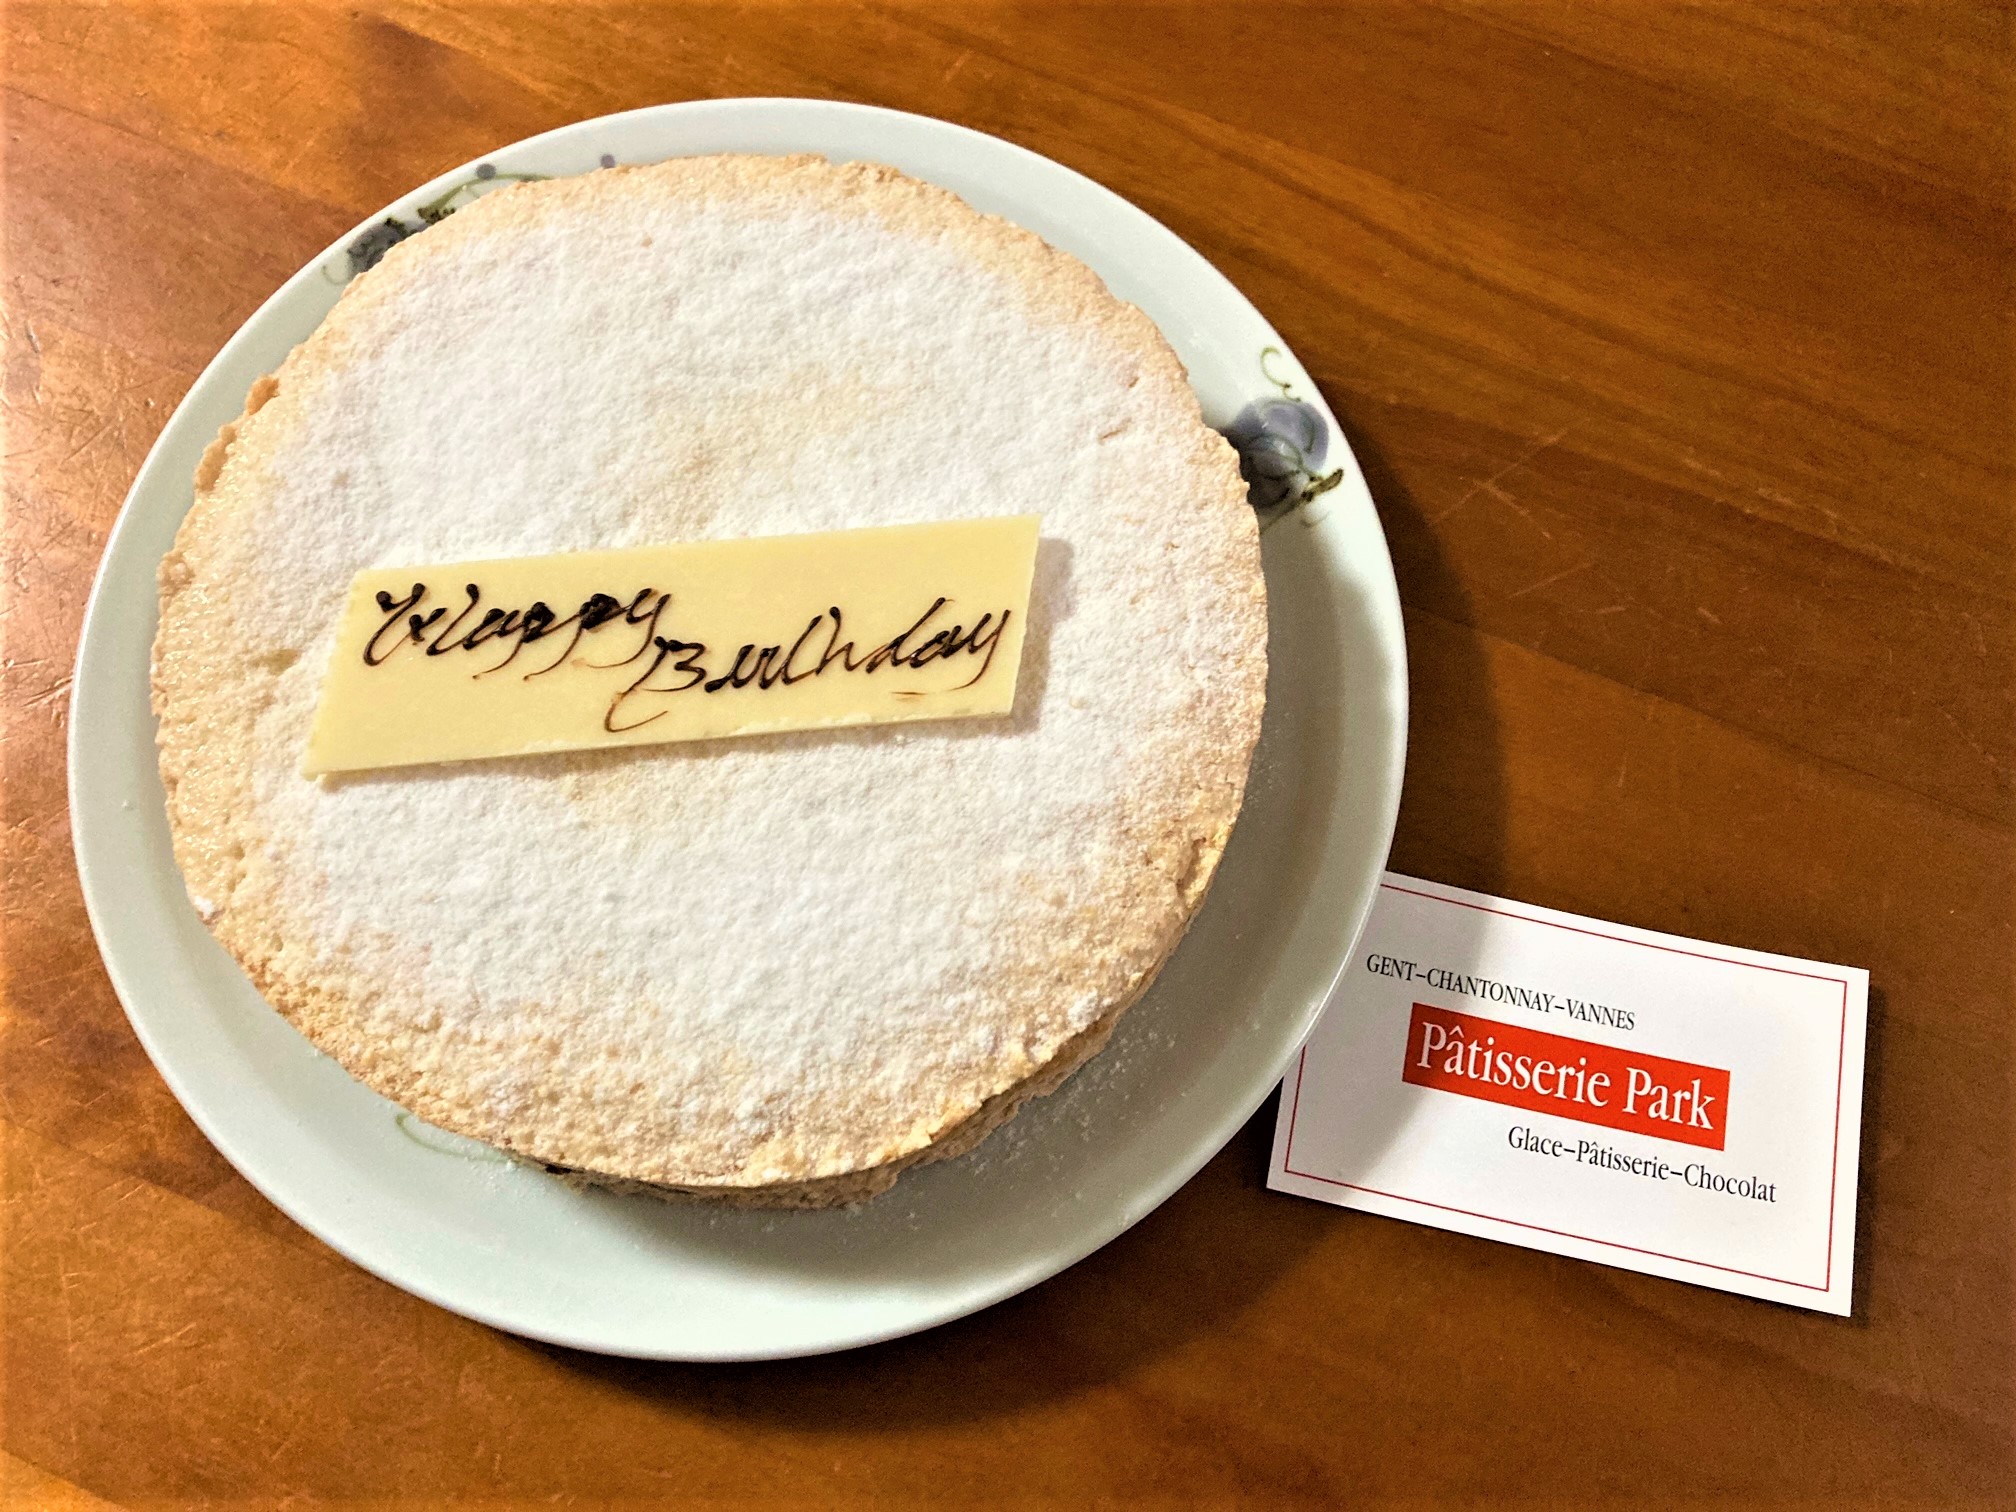 Happy
Birthday
GENT–CHANTONNAY–VANNES
Pâtisserie Park
Glace–Pâtisserie–Chocolat